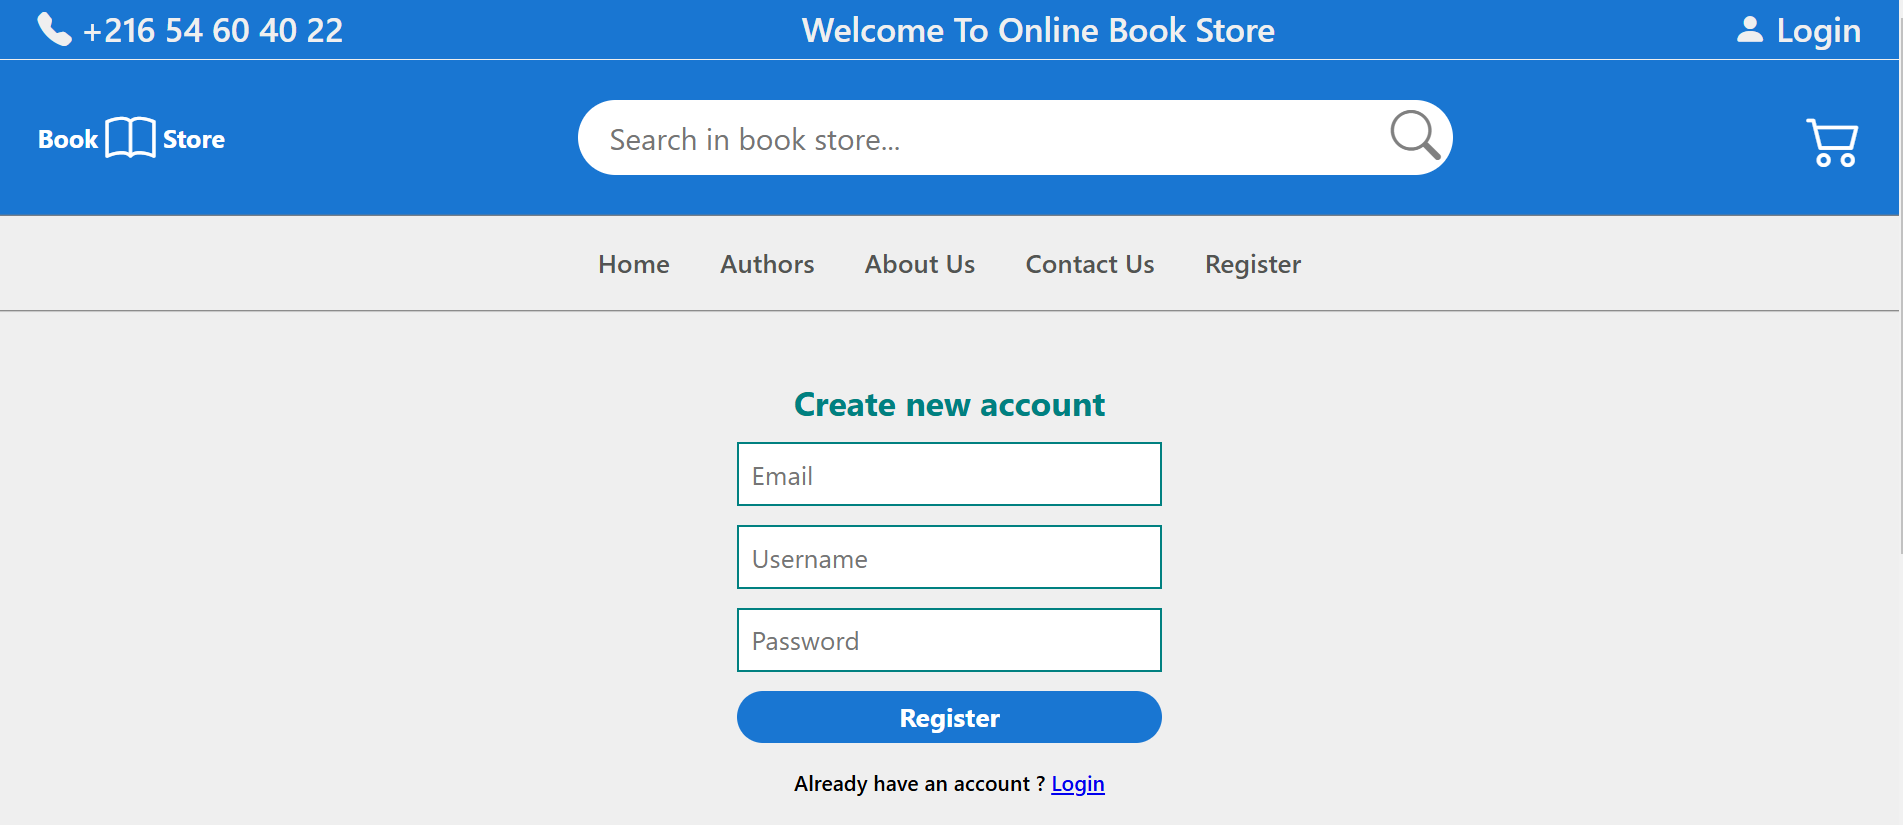 +216 54 60 40 22 Welcome To Online Book Store Login
Book Store Search in book store...
Home Authors About Us Contact Us Register
Create new account
Email
Username
Password
Register
Already have an account ? Login